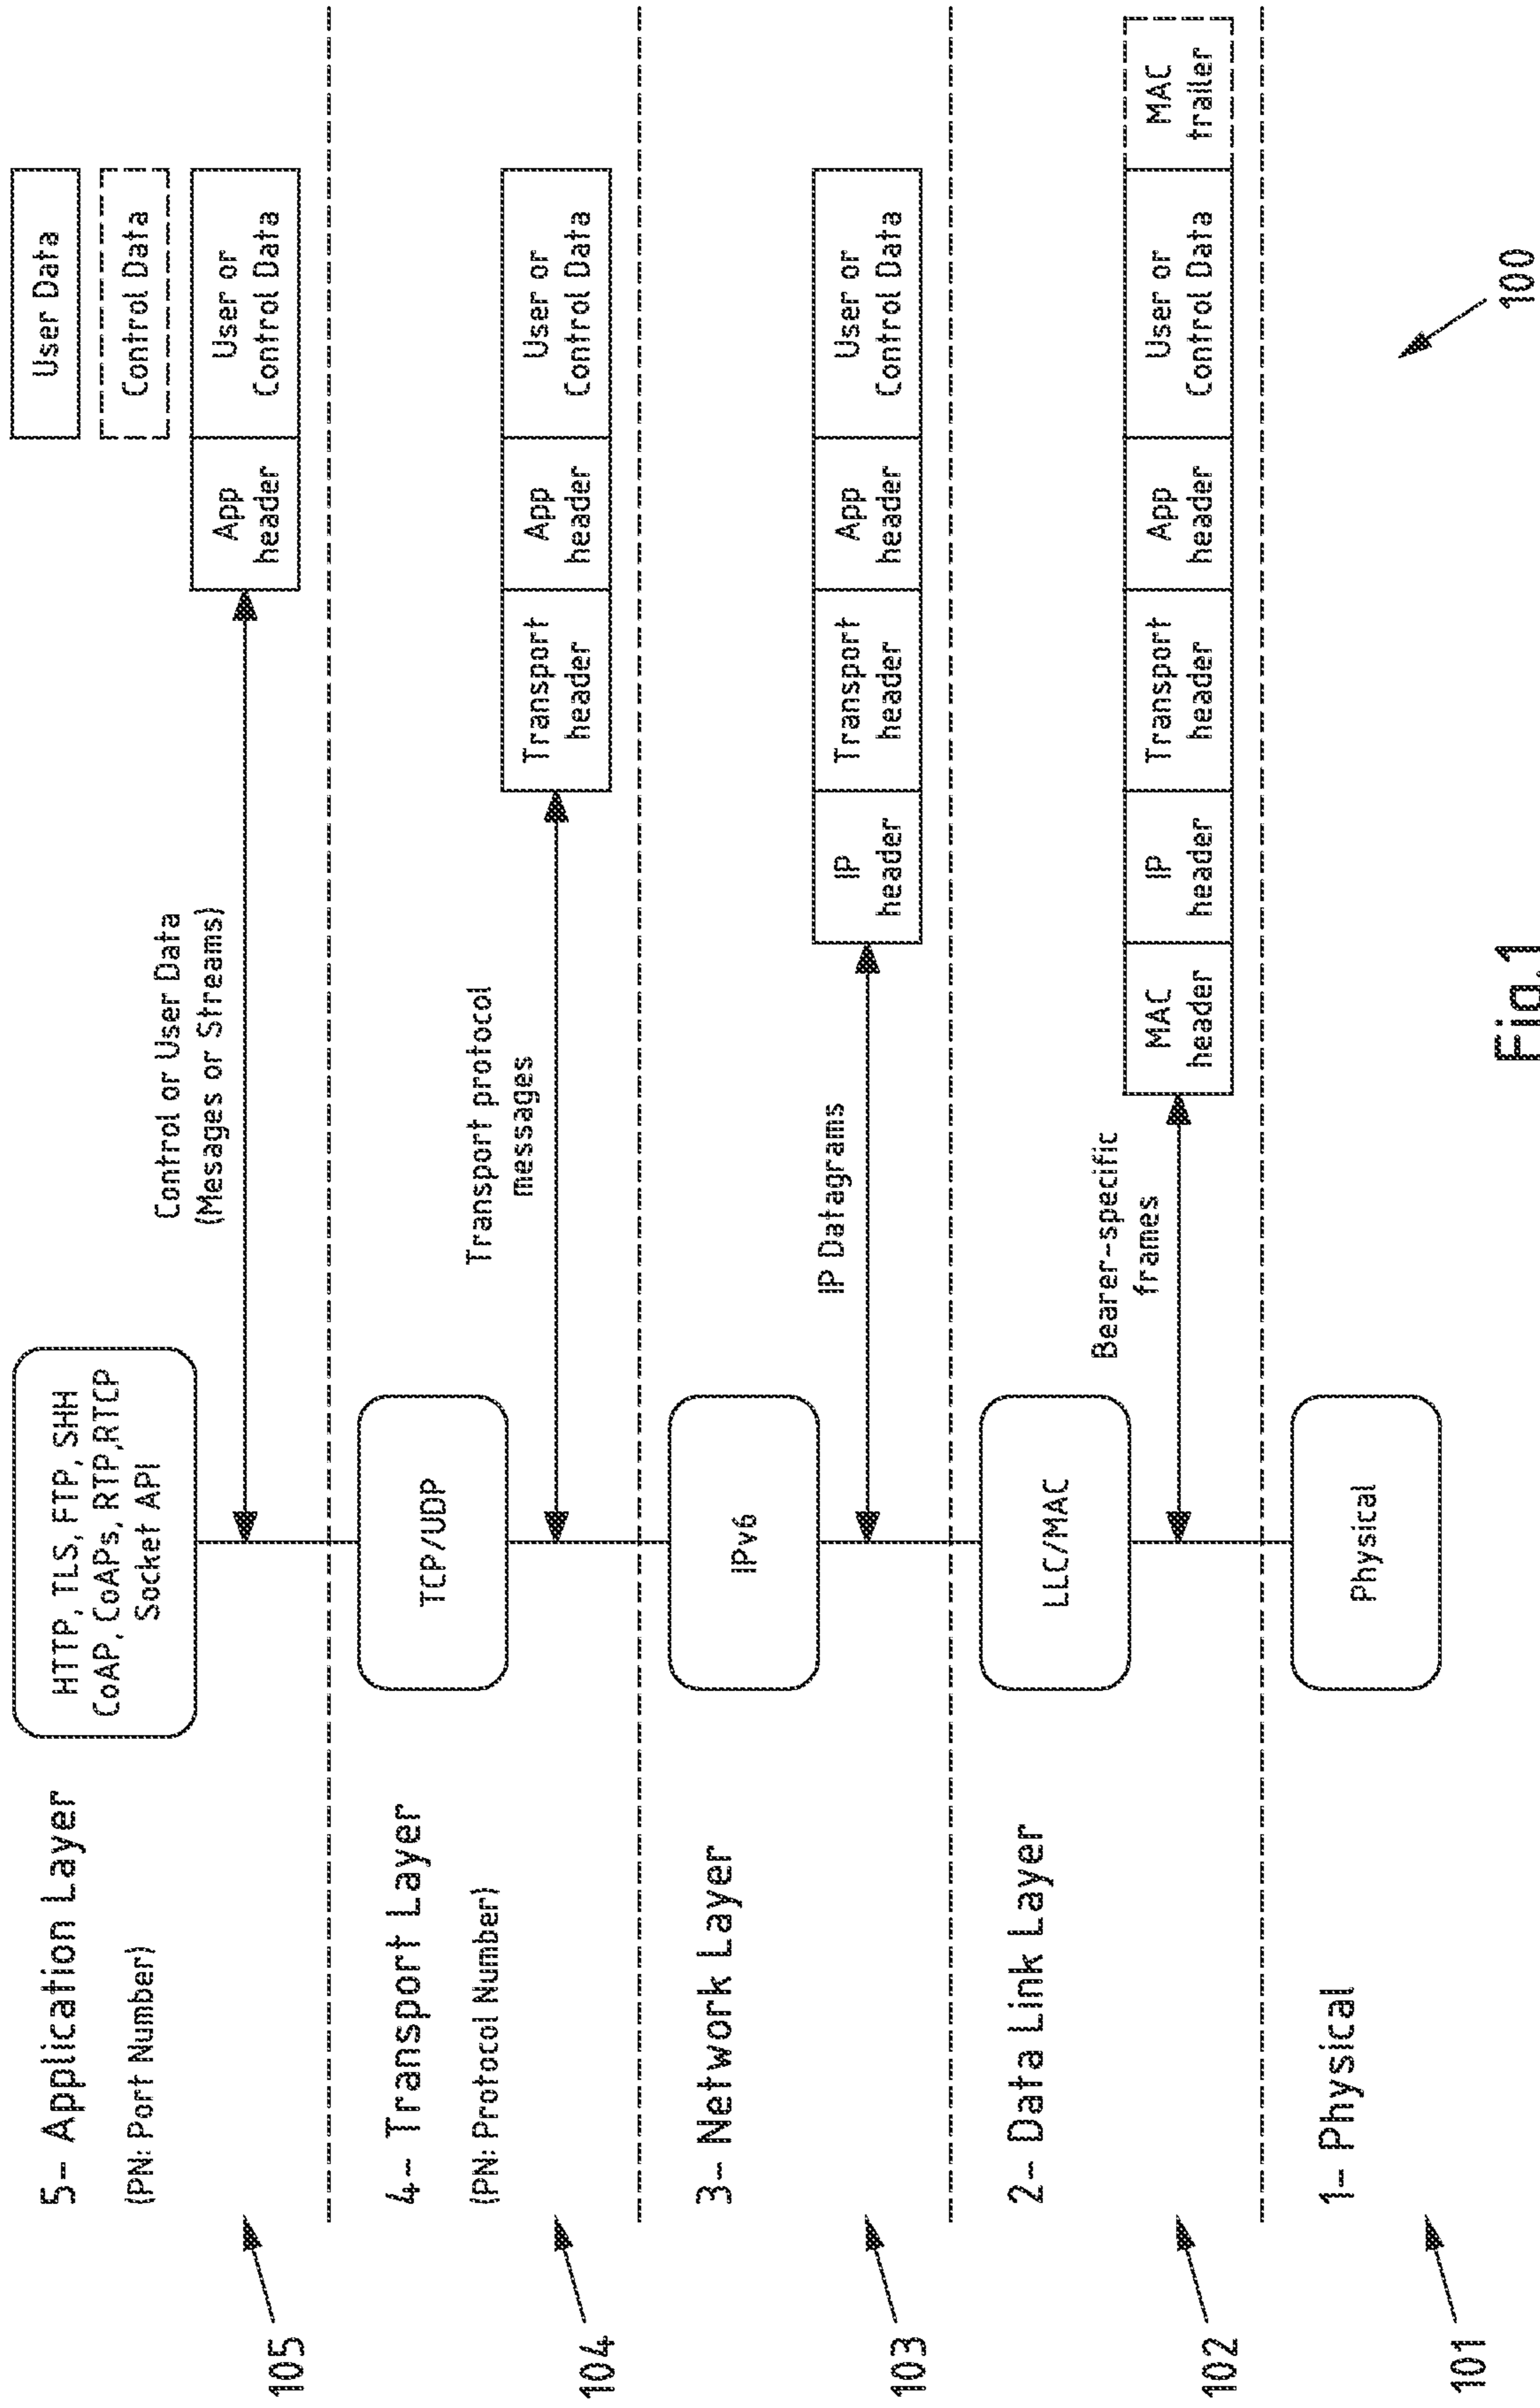 5- Application Layer
(PN: Port Number)
HTTP, TLS, FTP, SHH
CoAP, CoAPs, RTP,RTCP
Socket API
Control or User Data
(Mesages or Streams)
User Data
Control Data
App
header
User or
Control Data
105
4- Transport Layer
(PN: Protocol Number)
TCP/UDP
Transport protocol
messages
Transport
header
App
header
User or
Control Data
104
3- Network Layer
IPv6
IP Datagrams
IP
header
Transport
header
App
header
User or
Control Data
103
2- Data Link Layer
LLC/MAC
Bearer-specific
frames
MAC
header
IP
header
Transport
header
App
header
User or
Control Data
MAC
trailer
102
1- Physical
Physical
101
100
Fig.1